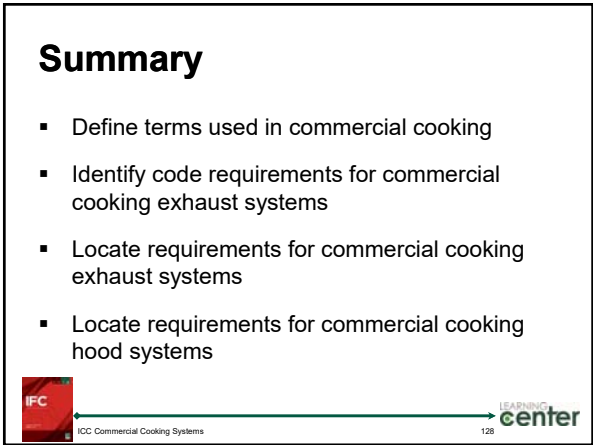 Summary
▪ Define terms used in commercial cooking
▪ Identify code requirements for commercial
cooking exhaust systems
▪ Locate requirements for commercial cooking
exhaust systems
▪ Locate requirements for commercial cooking
hood systems
IFC
ICC Commercial Cooking Systems
128
LEARNING
center